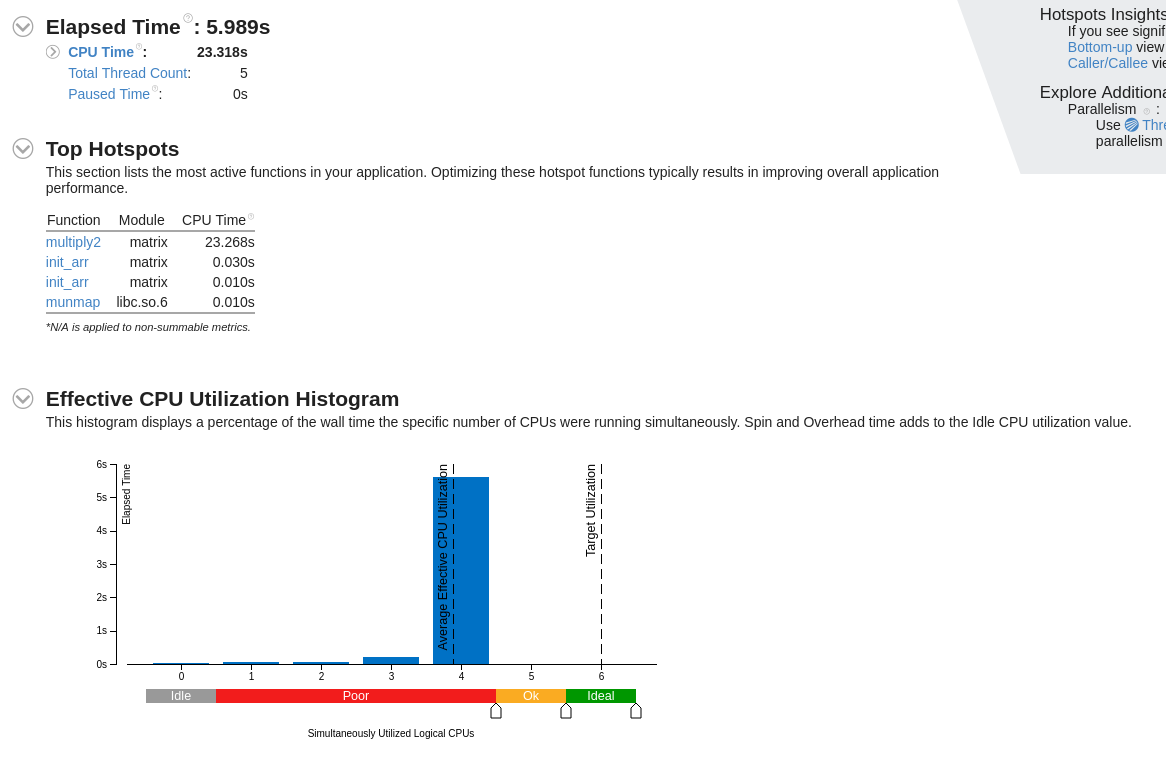 Elapsed Time : 5.989s
CPU Time : 23.318s
Total Thread Count: 5
Paused Time : 0s
Hotspots Insights
If you see signif
Bottom-up view
Caller/Callee vie
Explore Additiona
Parallelism :
Use Thre
parallelism
Top Hotspots
This section lists the most active functions in your application. Optimizing these hotspot functions typically results in improving overall application
performance.
Function Module CPU Time
multiply2 matrix 23.268s
init_arr matrix 0.030s
init_arr matrix 0.010s
munmap libc.so.6 0.010s
*N/A is applied to non-summable metrics.
Effective CPU Utilization Histogram
This histogram displays a percentage of the wall time the specific number of CPUs were running simultaneously. Spin and Overhead time adds to the Idle CPU utilization value.
6s
5s
4s
3s
2s
1s
0s
Elapsed Time
Average Effective CPU Utilization
Target Utilization
0 1 2 3 4 5 6
Idle Poor Ok Ideal
Simultaneously Utilized Logical CPUs